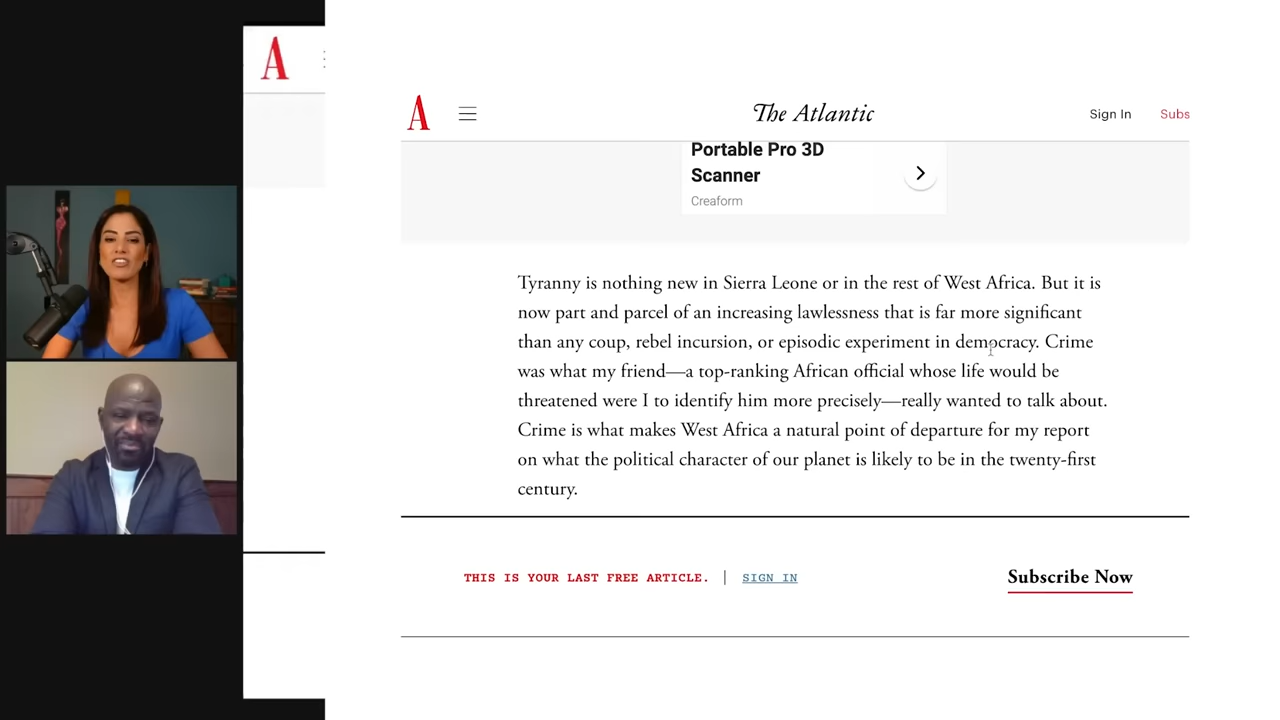 A
A
The Atlantic
Sign In
Subs
Portable Pro 3D
Scanner
Creaform
Tyranny is nothing new in Sierra Leone or in the rest of West Africa. But it is
now part and parcel of an increasing lawlessness that is far more significant
than any coup, rebel incursion, or episodic experiment in democracy. Crime
was what my friend—a top-ranking African official whose life would be
threatened were I to identify him more precisely—really wanted to talk about.
Crime is what makes West Africa a natural point of departure for my report
on what the political character of our planet is likely to be in the twenty-first
century.
THIS IS YOUR LAST FREE ARTICLE. | SIGN IN
Subscribe Now